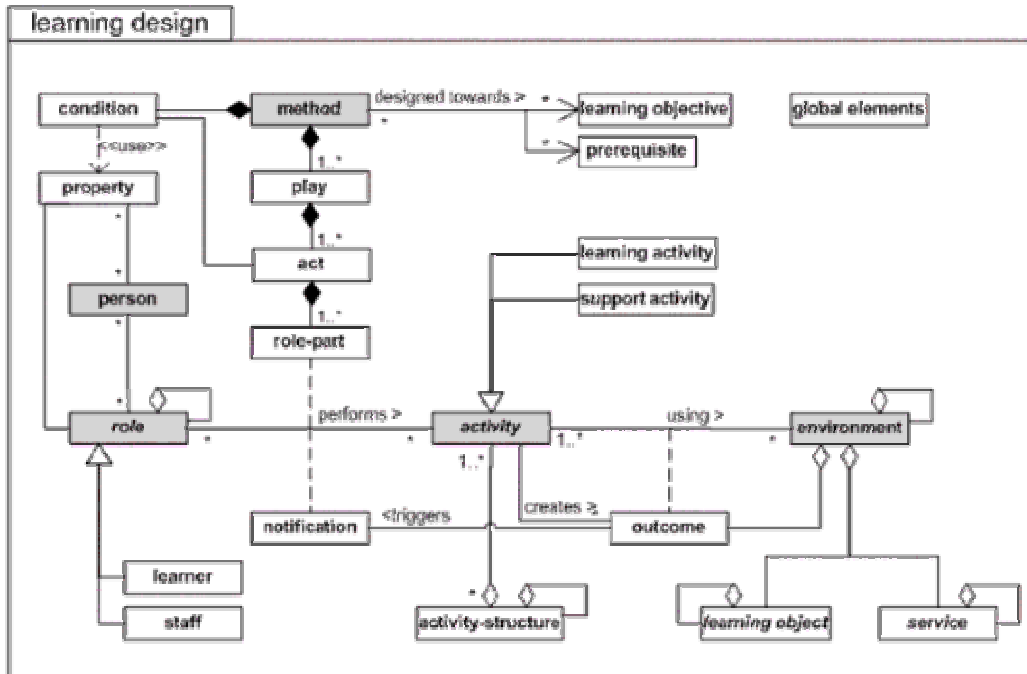 learning design
condition
method
designed towards >
*
*
learning objective
global elements
<<use>>
1..*
*
prerequisite
property
play
*
1..*
learning activity
act
*
person
support activity
*
1..*
role-part
*
performs >
using >
role
*
*
activity
1..*
*
environment
1..*
notification
<triggers
creates >
outcome
learner
*
staff
activity-structure
learning object
service